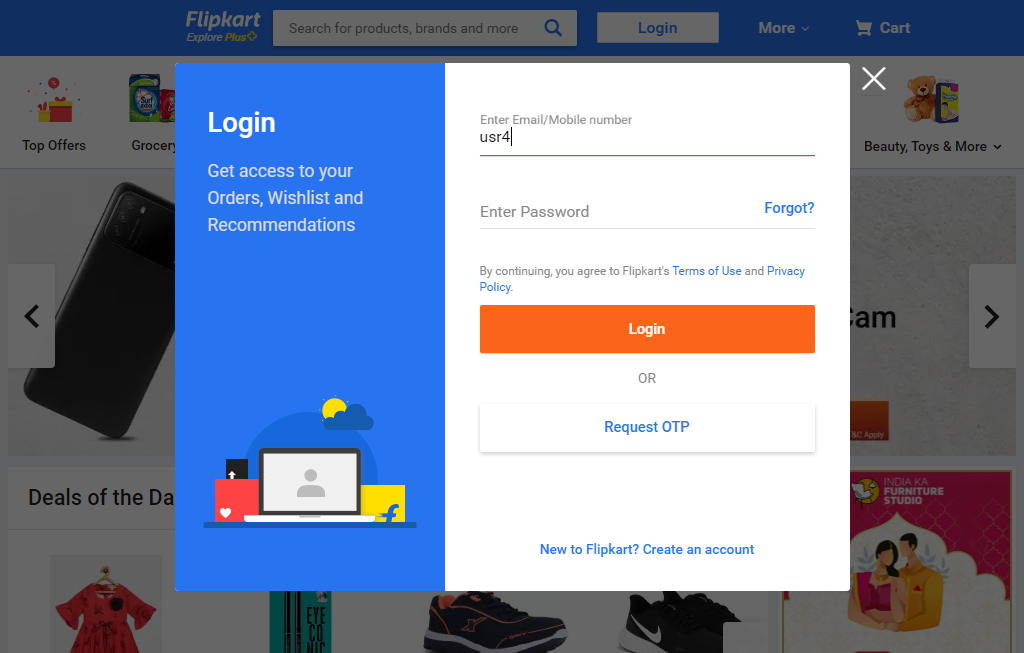 Flipkart
Explore Plus
Search for products, brands and more
Login
More
Cart
Top Offers
Grocery
Beauty, Toys & More
Login
Get access to your
Orders, Wishlist and
Recommendations
Enter Email/Mobile number
usr4
Enter Password
Forgot?
By continuing, you agree to Flipkart's Terms of Use and Privacy
Policy.
Login
OR
Request OTP
New to Flipkart? Create an account
Cam
T&C Apply
Deals of the Da
INDIA KA
FURNITURE
STUDIO
EYE
CO
NIC